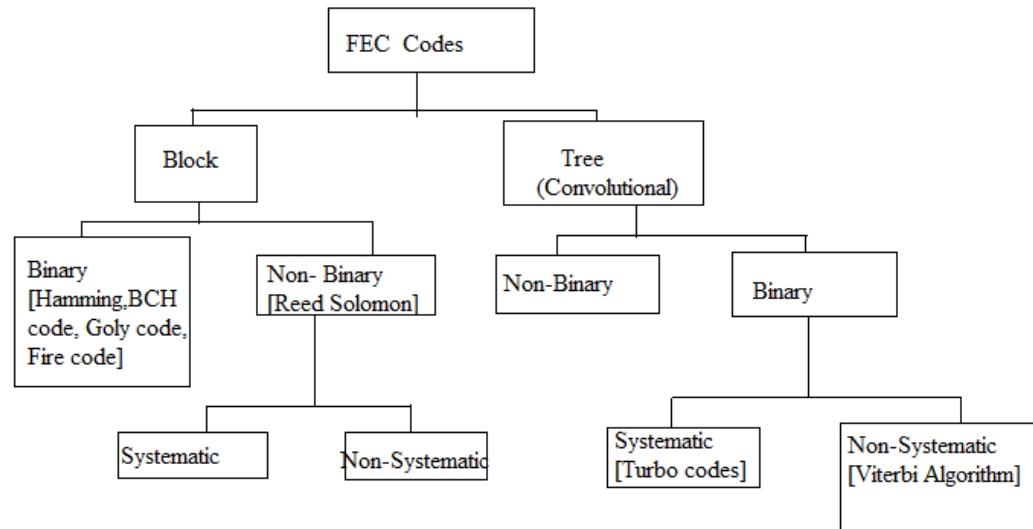 FEC Codes
Block
Tree
(Convolutional)
Binary
[Hamming,BCH
code, Goly code,
Fire code]
Non- Binary
[Reed Solomon]
Non-Binary
Binary
Systematic
Non-Systematic
Systematic
[Turbo codes]
Non-Systematic
[Viterbi Algorithm]